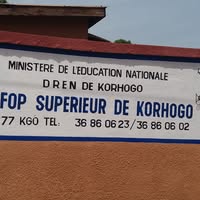 MINISTERE DE L'EDUCATION NATIONALE
DREN DE KORHOGO
FOP SUPERIEUR DE KORHOGO
77 KGO TEL: 36 86 06 23/36 86 06 02